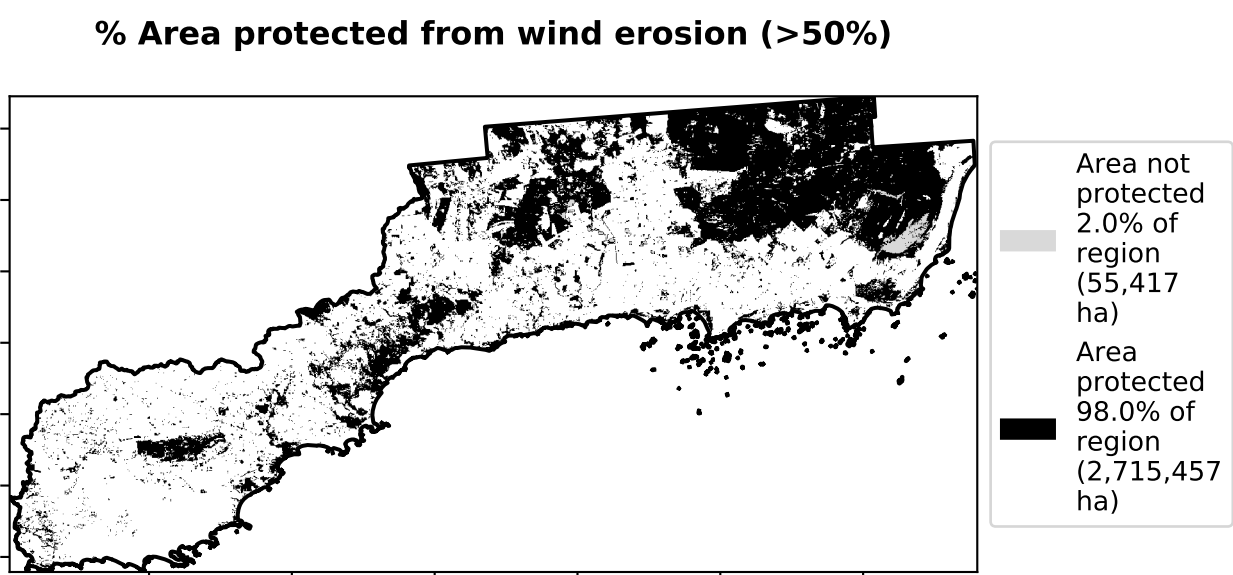 % Area protected from wind erosion (>50%)
Area not
protected
2.0% of
region
(55,417
ha)
Area
protected
98.0% of
region
(2,715,457
ha)